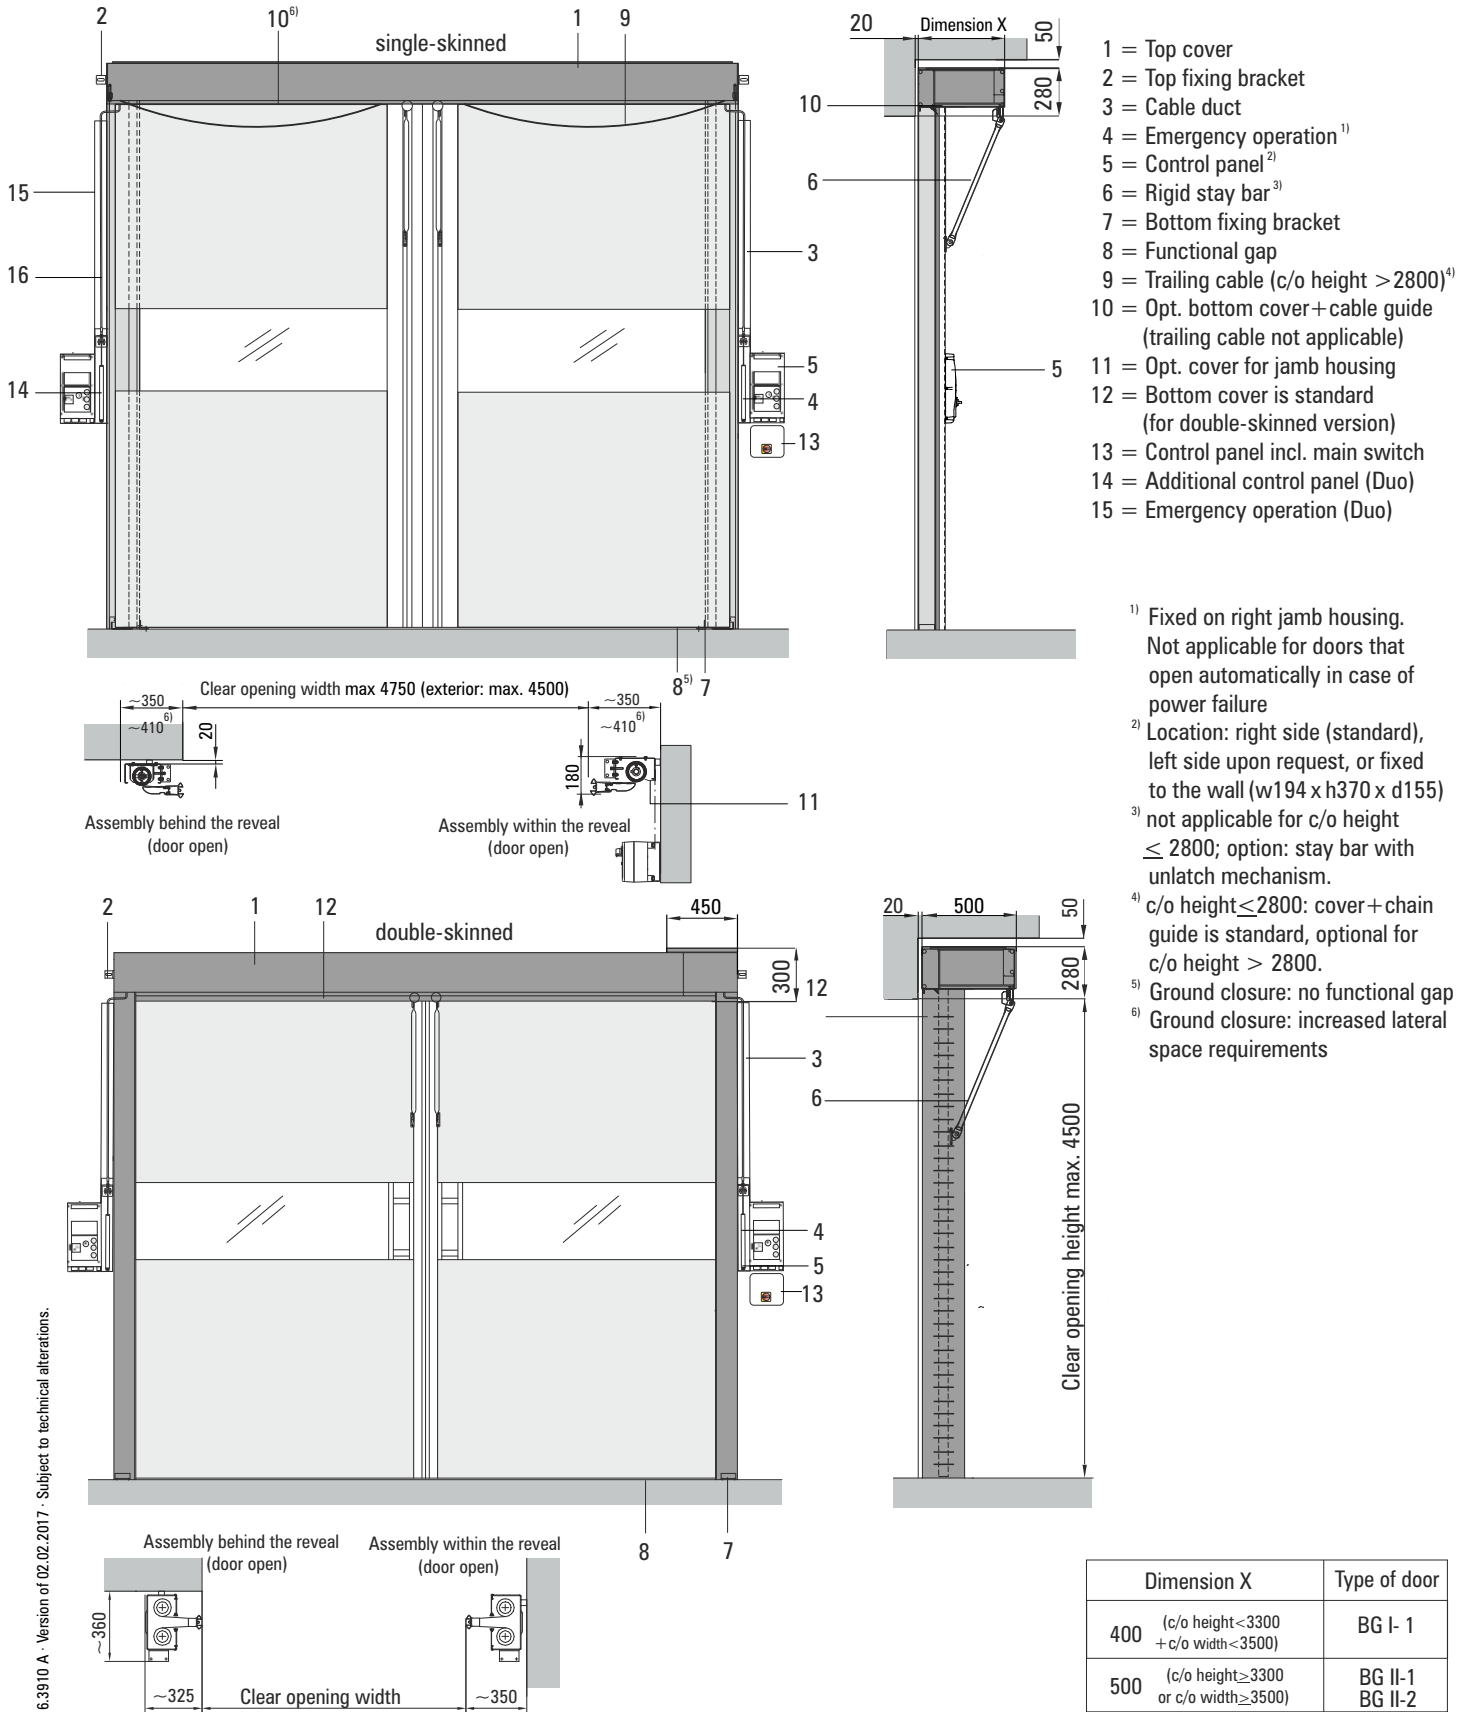 2
10⁶⁾
1
9
single-skinned
20
Dimension X
50
280
10
6
15
16
14
3
5
4
13
5
1 = Top cover
2 = Top fixing bracket
3 = Cable duct
4 = Emergency operation ¹⁾
5 = Control panel ²⁾
6 = Rigid stay bar ³⁾
7 = Bottom fixing bracket
8 = Functional gap
9 = Trailing cable (c/o height >2800)⁴⁾
10 = Opt. bottom cover+cable guide
(trailing cable not applicable)
11 = Opt. cover for jamb housing
12 = Bottom cover is standard
(for double-skinned version)
13 = Control panel incl. main switch
14 = Additional control panel (Duo)
15 = Emergency operation (Duo)
¹⁾ Fixed on right jamb housing.
Not applicable for doors that
open automatically in case of
power failure
²⁾ Location: right side (standard),
left side upon request, or fixed
to the wall (w194 x h370 x d155)
³⁾ not applicable for c/o height
≤ 2800; option: stay bar with
unlatch mechanism.
⁴⁾ c/o height≤2800: cover+chain
guide is standard, optional for
c/o height > 2800.
⁵⁾ Ground closure: no functional gap
⁶⁾ Ground closure: increased lateral
space requirements
8⁵⁾ 7
Clear opening width max 4750 (exterior: max. 4500)
~350
~410⁶⁾
20
~350
~410⁶⁾
180
11
Assembly behind the reveal
(door open)
Assembly within the reveal
(door open)
2
1
12
double-skinned
450
300
12
3
6
4
5
13
20
500
50
280
Clear opening height max. 4500
8
7
Assembly behind the reveal
(door open)
Assembly within the reveal
(door open)
~360
~325
Clear opening width
~350
6.3910 A · Version of 02.02.2017 · Subject to technical alterations.
Dimension X Type of door
400 (c/o height<3300
+c/o width<3500) BG I- 1
500 (c/o height≥3300
or c/o width≥3500) BG II-1
BG II-2